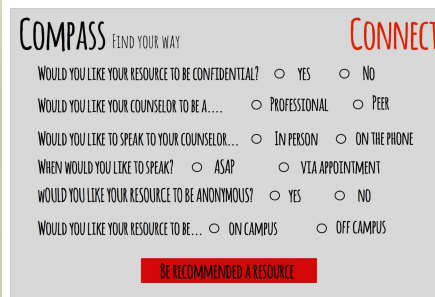 COMPASS FIND YOUR WAY CONNECT
WOULD YOU LIKE YOUR RESOURCE TO BE CONFIDENTIAL? YES NO
WOULD YOU LIKE YOUR COUNSELOR TO BE A.... PROFESSIONAL PEER
WOULD YOU LIKE TO SPEAK TO YOUR COUNSELOR... IN PERSON ON THE PHONE
WHEN WOULD YOU LIKE TO SPEAK? ASAP VIA APPOINTMENT
WOULD YOU LIKE YOUR RESOURCE TO BE ANONYMOUS? YES NO
WOULD YOU LIKE YOUR RESOURCE TO BE... ON CAMPUS OFF CAMPUS
BE RECOMMENDED A RESOURCE